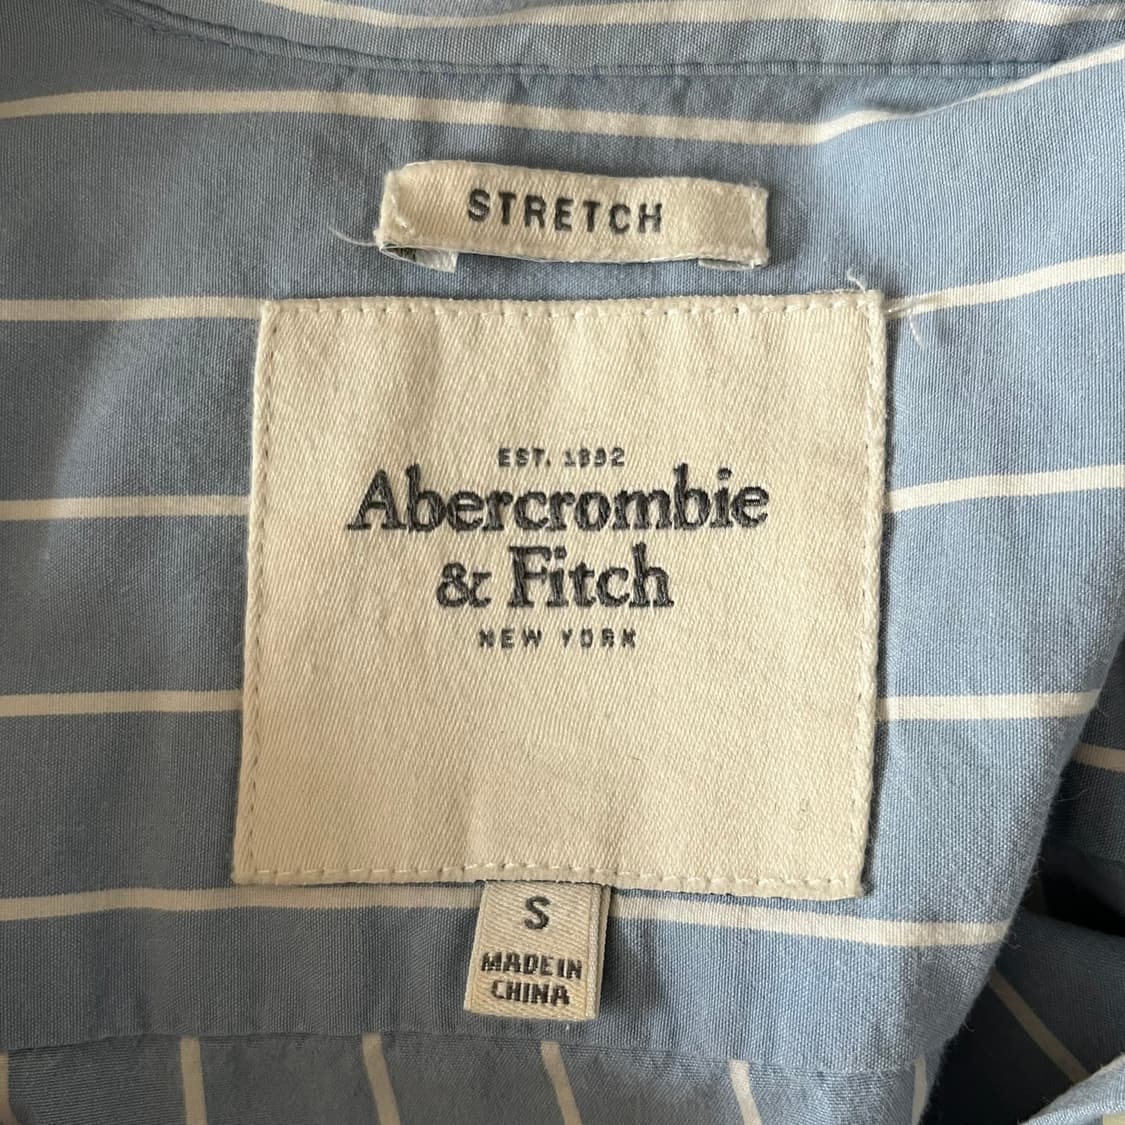 STRETCH
EST. 1892
Abercrombie
& Fitch
NEW YORK
S
MADE IN
CHINA